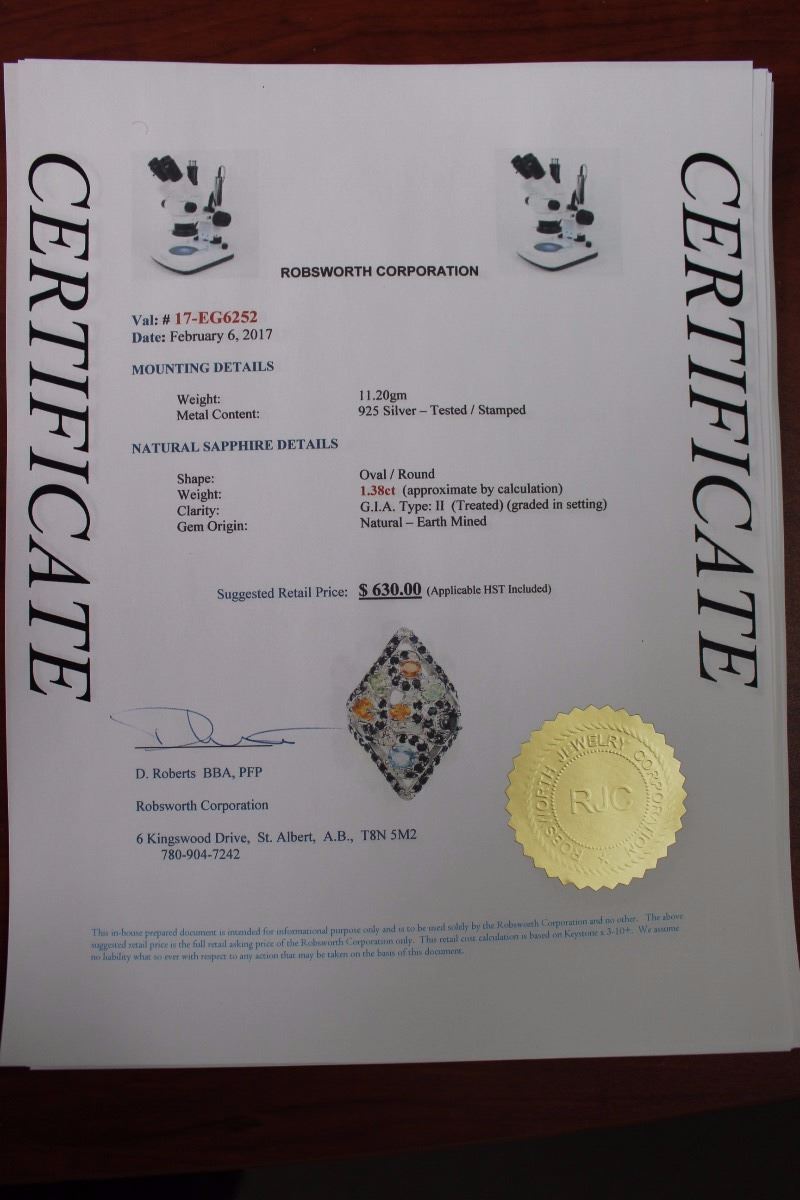 CERTIFICATE
CERTIFICATE
ROBSWORTH CORPORATION
Val: # 17-EG6252
Date: February 6, 2017
MOUNTING DETAILS
Weight: 11.20gm
Metal Content: 925 Silver – Tested / Stamped
NATURAL SAPPHIRE DETAILS
Shape: Oval / Round
Weight: 1.38ct (approximate by calculation)
Clarity: G.I.A. Type: II (Treated) (graded in setting)
Gem Origin: Natural – Earth Mined
Suggested Retail Price: $ 630.00 (Applicable HST Included)
D. Roberts BBA, PFP
Robsworth Corporation
6 Kingswood Drive, St. Albert, A.B., T8N 5M2
780-904-7242
ROBSWORTH JEWELRY CORPORATION
RJC
This in-house prepared document is intended for informational purpose only and is to be used solely by the Robsworth Corporation and no other. The above
suggested retail price is the full retail asking price of the Robsworth Corporation only. This retail cost calculation is based on Keystone x 3-10+. We assume
no liability what so ever with respect to any action that may be taken on the basis of this document.